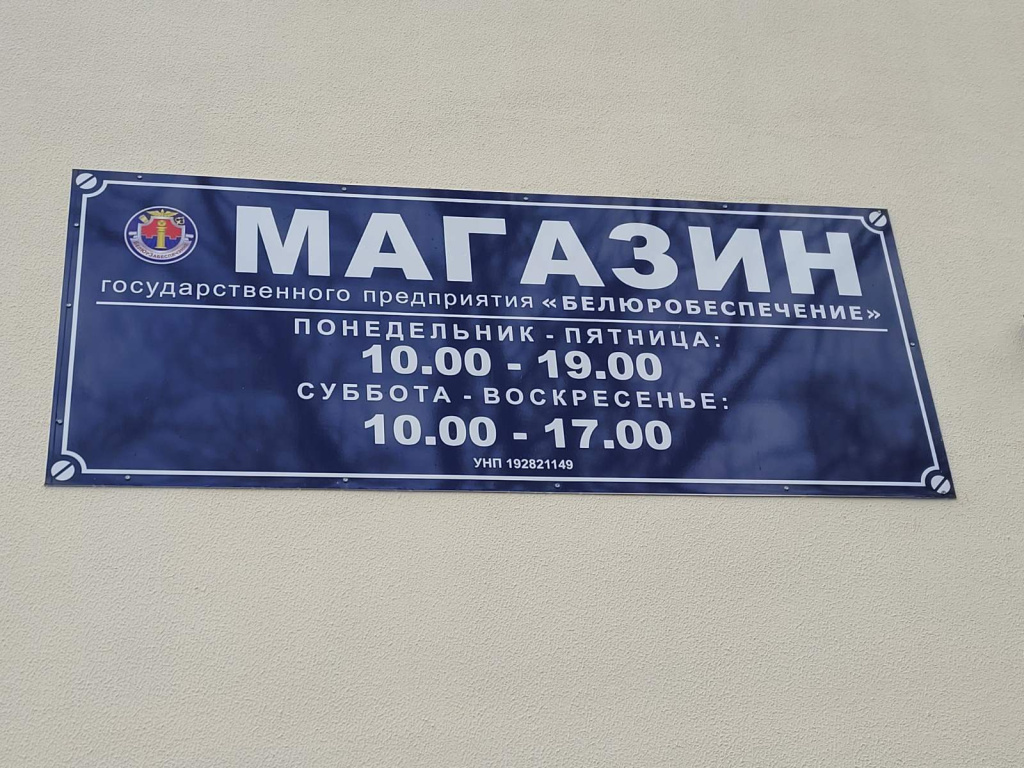 МАГАЗИН
государственного предприятия «БЕЛЮРОБЕСПЕЧЕНИЕ»
ПОНЕДЕЛЬНИК - ПЯТНИЦА:
10.00 - 19.00
СУББОТА - ВОСКРЕСЕНЬЕ:
10.00 - 17.00
УНП 192821149